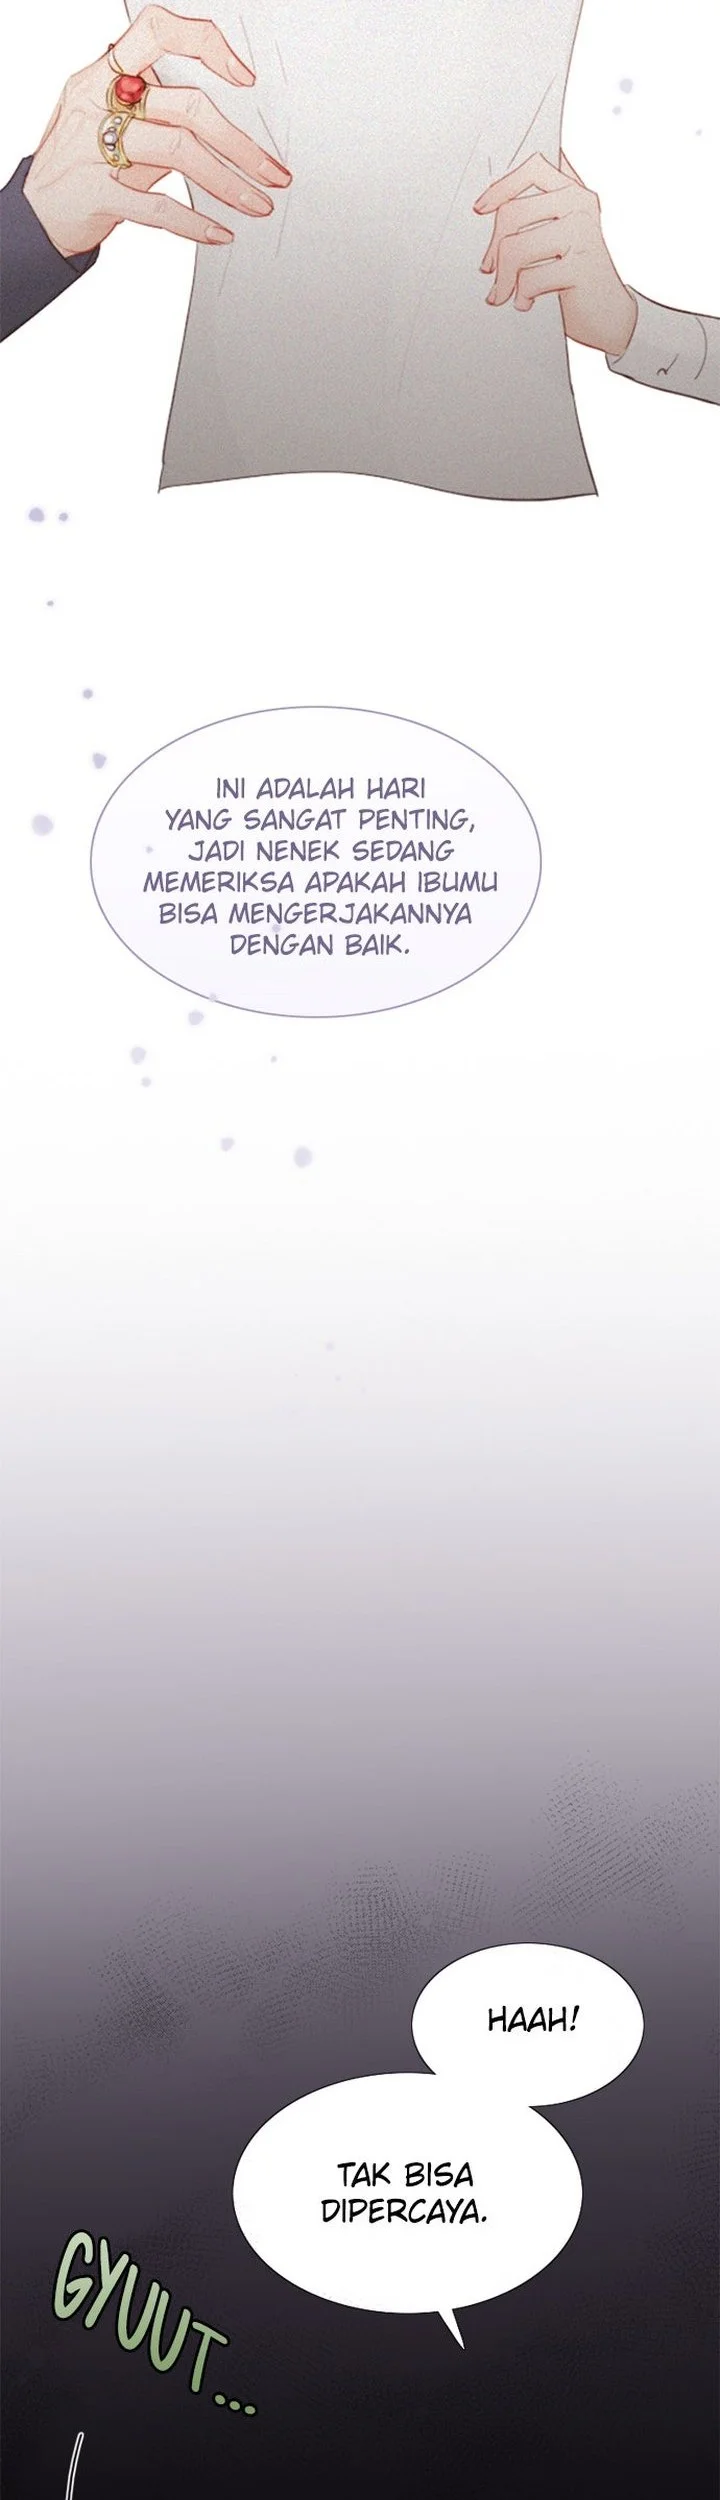 INI ADALAH HARI
YANG SANGAT PENTING,
JADI NENEK SEDANG
MEMERIKSA APAKAH IBUMU
BISA MENGERJAKANNYA
DENGAN BAIK.
HAAH!
TAK BISA
DIPERCAYA.
GYUUT...